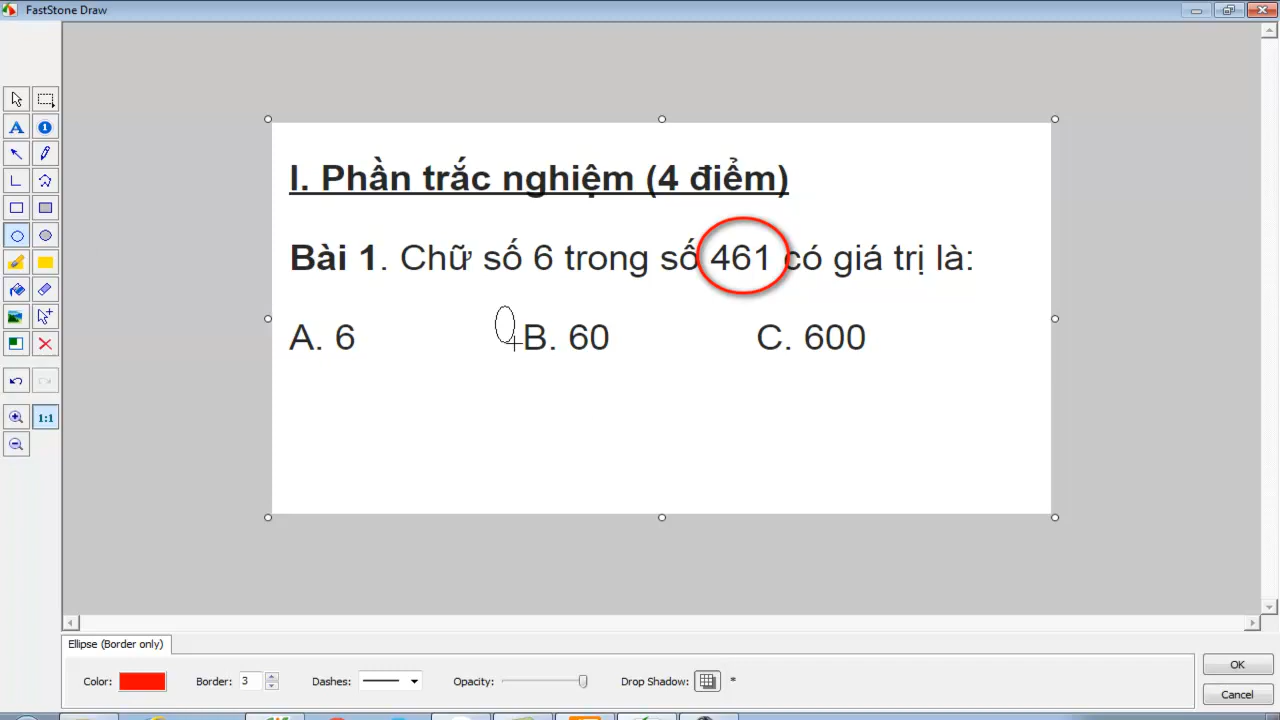 FastStone Draw
I. Phần trắc nghiệm (4 điểm)
Bài 1. Chữ số 6 trong số 461 có giá trị là:
A. 6 B. 60 C. 600
A
1
1:1
Ellipse (Border only)
Color: Border: 3 Dashes: Opacity: Drop Shadow: *
OK
Cancel